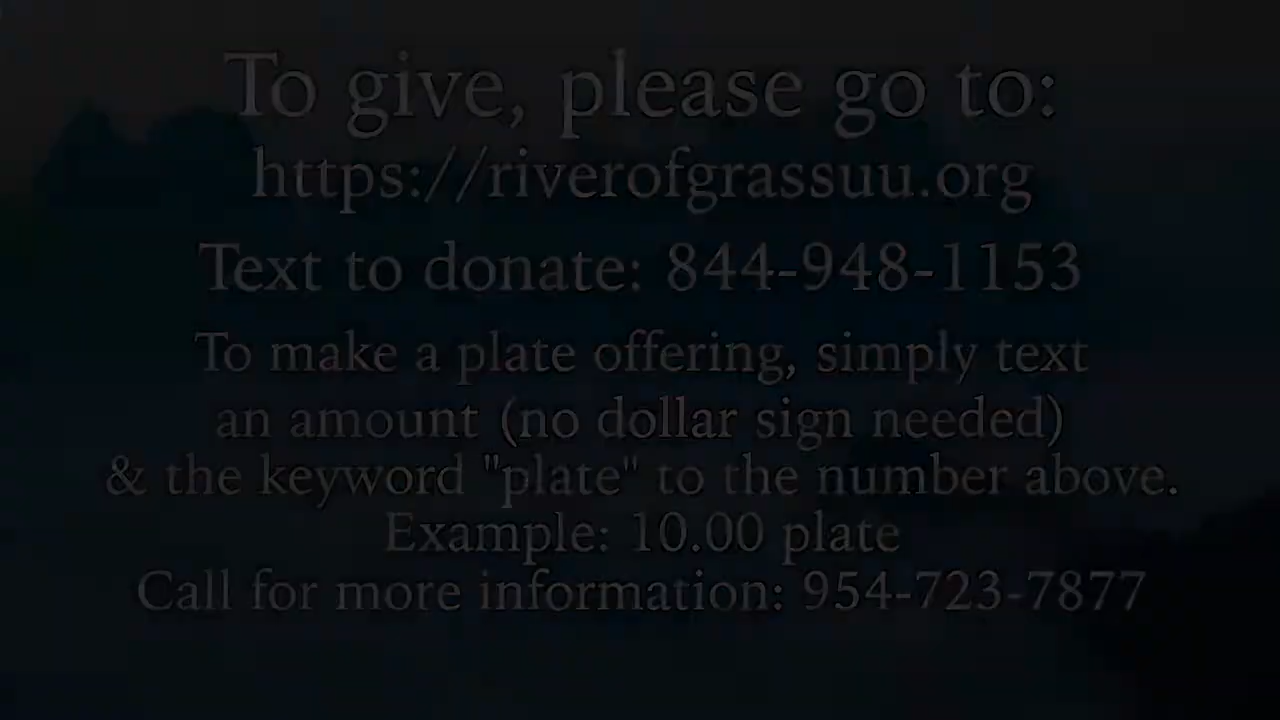 To give, please go to:
https://riverofgrassuu.org
Text to donate: 844-948-1153
To make a plate offering, simply text
an amount (no dollar sign needed)
& the keyword "plate" to the number above.
Example: 10.00 plate
Call for more information: 954-723-7877